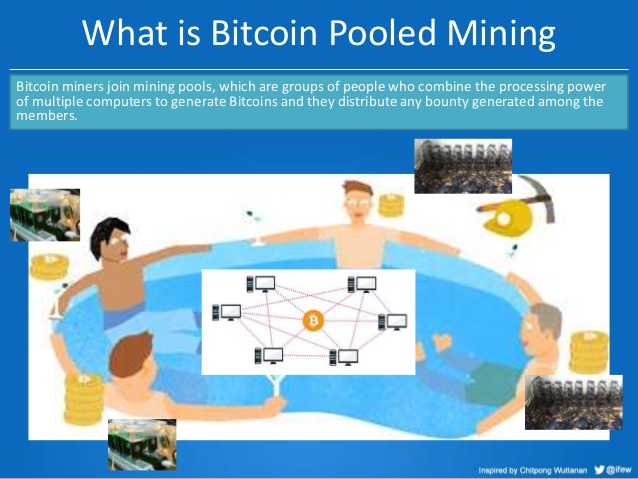 What is Bitcoin Pooled Mining
Bitcoin miners join mining pools, which are groups of people who combine the processing power
of multiple computers to generate Bitcoins and they distribute any bounty generated among the
members.
Inspired by Chitpong Wuttanan @ifew